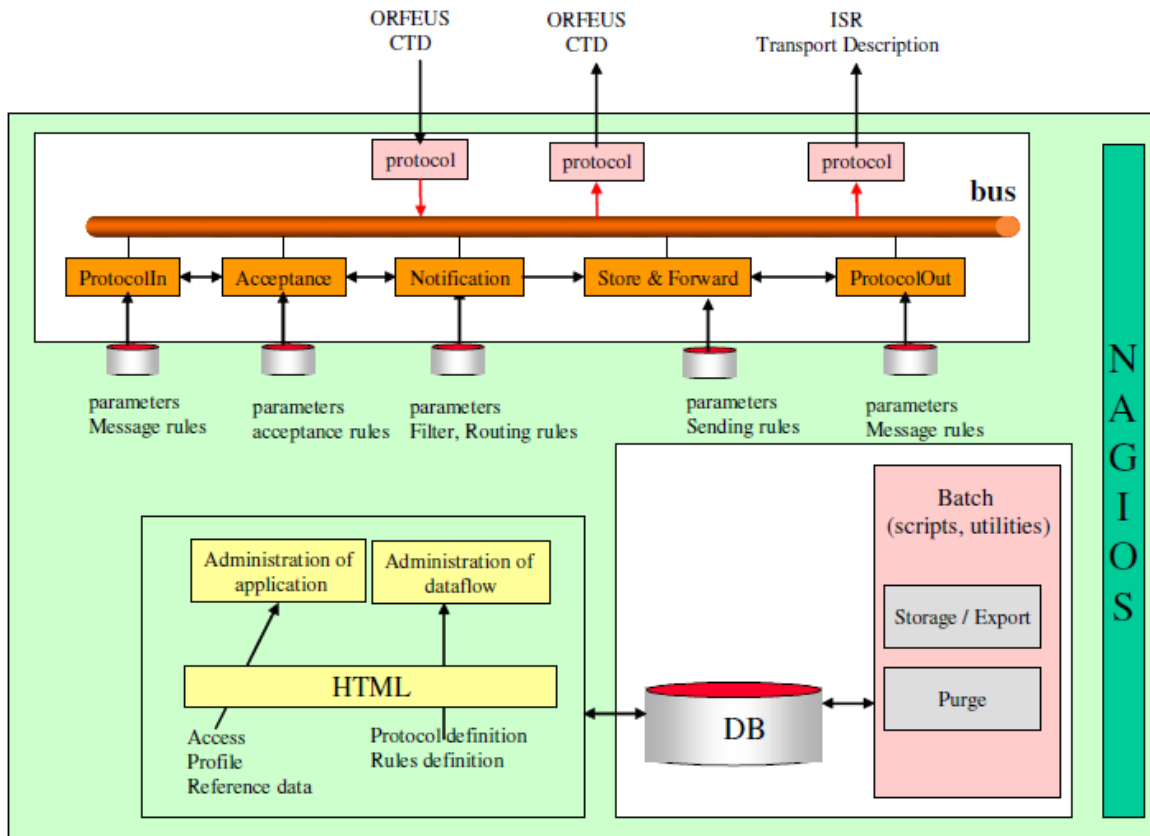 ORFEUS
CTD
ORFEUS
CTD
ISR
Transport Description
protocol
protocol
protocol
bus
ProtocolIn
Acceptance
Notification
Store & Forward
ProtocolOut
parameters
Message rules
parameters
acceptance rules
parameters
Filter, Routing rules
parameters
Sending rules
parameters
Message rules
NAGIOS
Administration of
application
Administration of
dataflow
HTML
Access
Profile
Reference data
Protocol definition
Rules definition
DB
Batch
(scripts, utilities)
Storage / Export
Purge